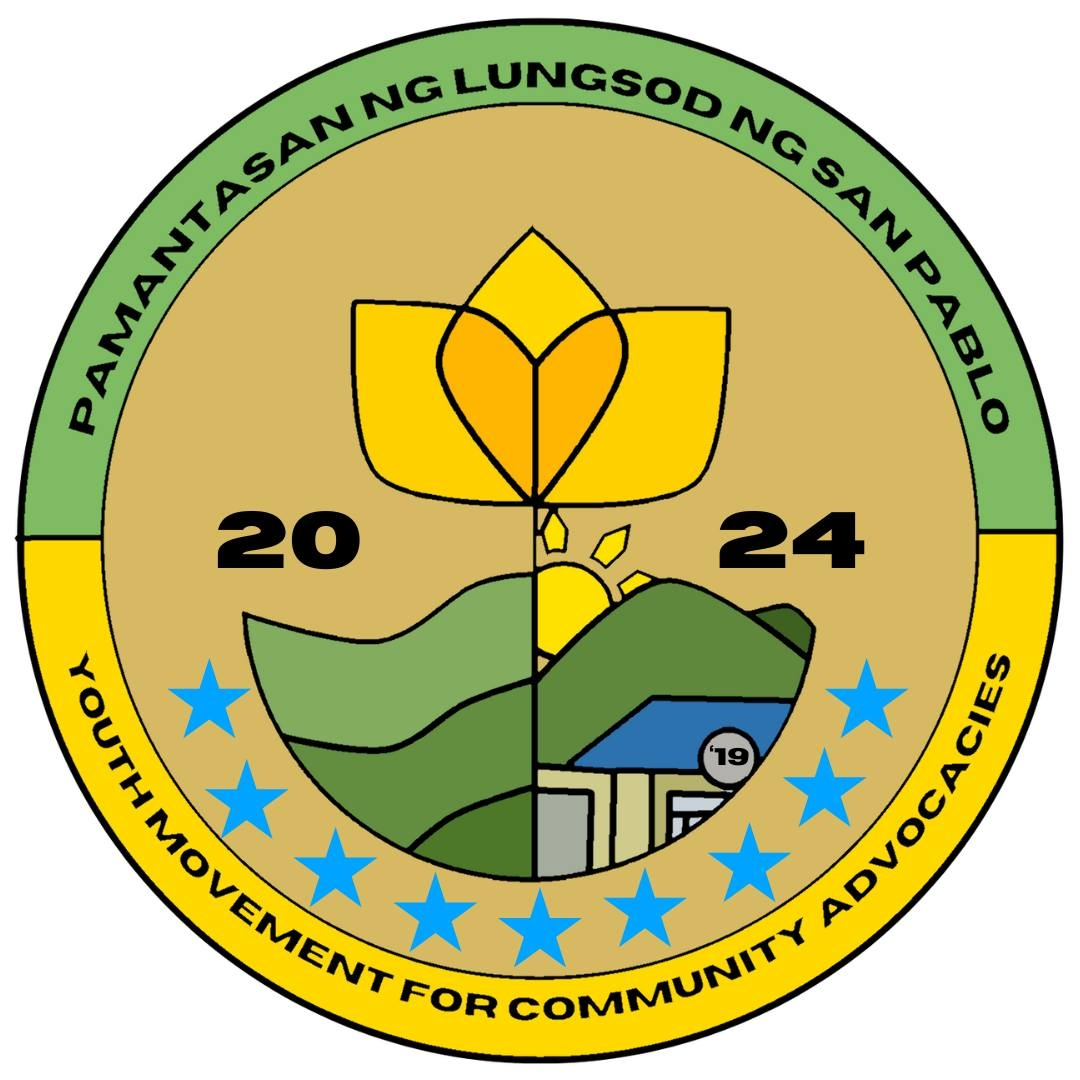 PAMANTASAN NG LUNGSOD NG SAN PABLO
20 24
'19
YOUTH MOVEMENT FOR COMMUNITY ADVOCACIES